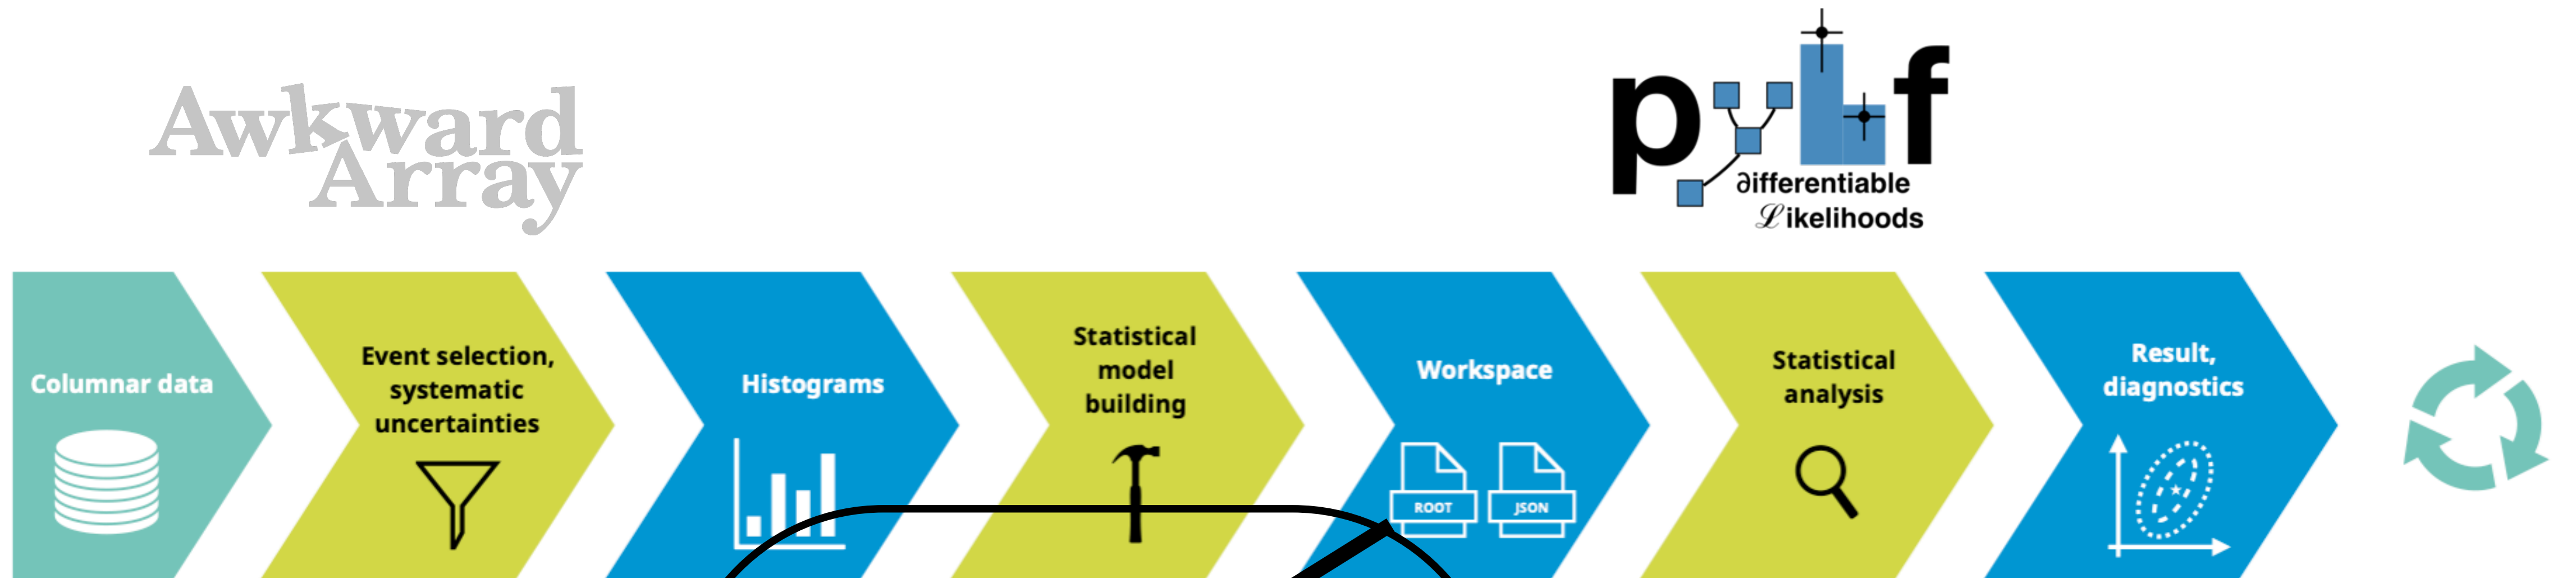 Awkward
Array
pyhf
∂ifferentiable
ℒikelihoods
Columnar data
Event selection,
systematic
uncertainties
Histograms
Statistical
model
building
Workspace
ROOT
JSON
Statistical
analysis
Result,
diagnostics